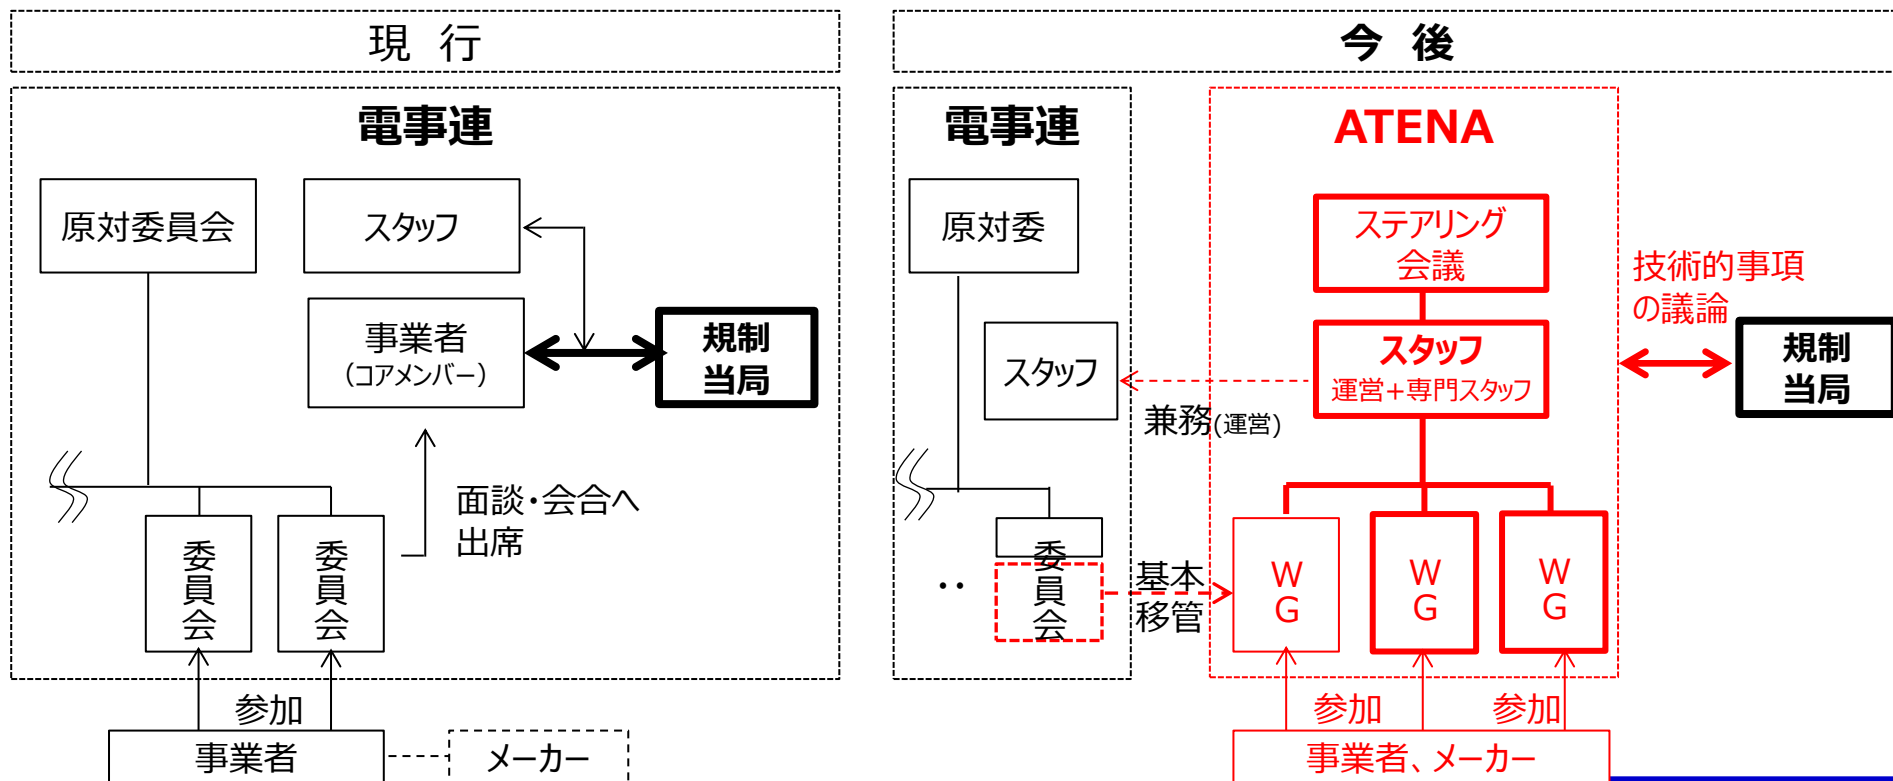 現 行
電事連
原対委員会
スタッフ
事業者
(コアメンバー)
規制
当局
面談・会合へ
出席
委員会
委員会
参加
事業者
メーカー
今 後
電事連
原対委
スタッフ
兼務(運営)
委員会
‥
基本
移管
ATENA
ステアリング
会議
スタッフ
運営+専門スタッフ
技術的事項
の議論
規制
当局
WG
WG
WG
参加
参加
事業者、メーカー